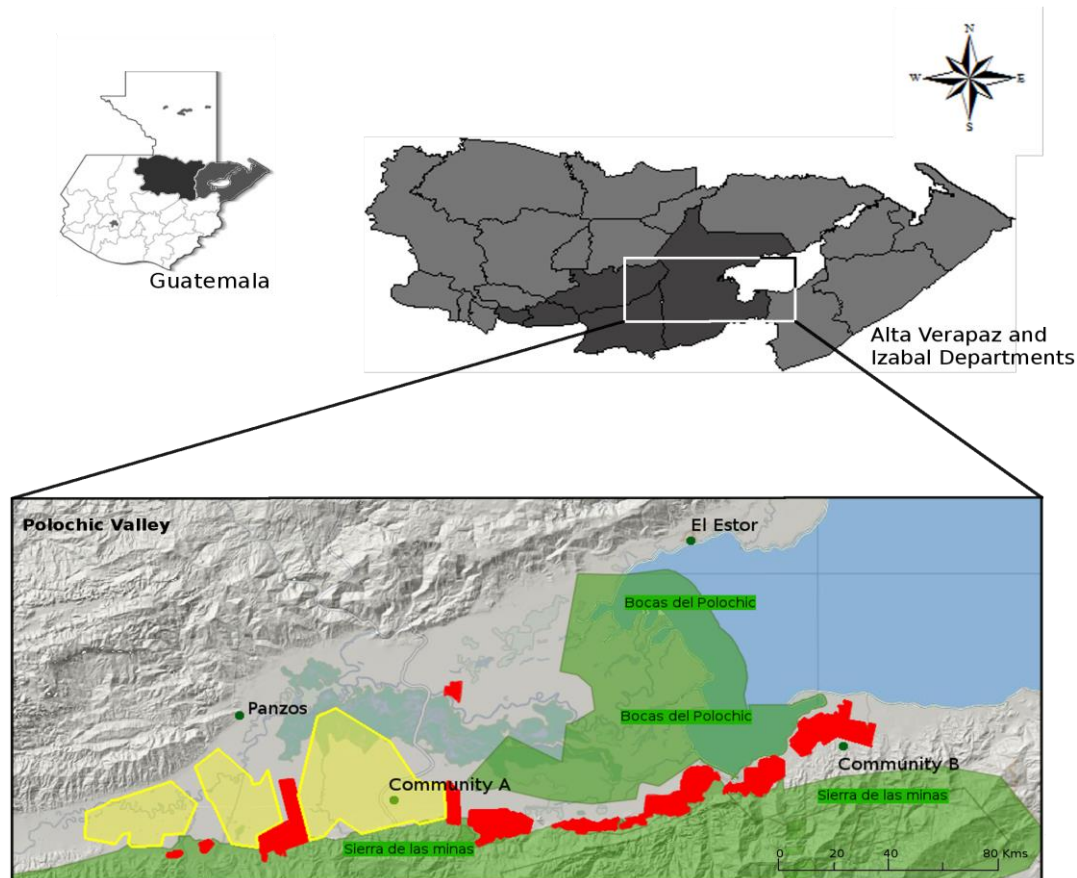 N
W E
S
Guatemala
Alta Verapaz and
Izabal Departments
Polochic Valley
El Estor
Bocas del Polochic
Panzos
Bocas del Polochic
Community A
Community B
Sierra de las minas
Sierra de las minas
0 20 40 80 Kms